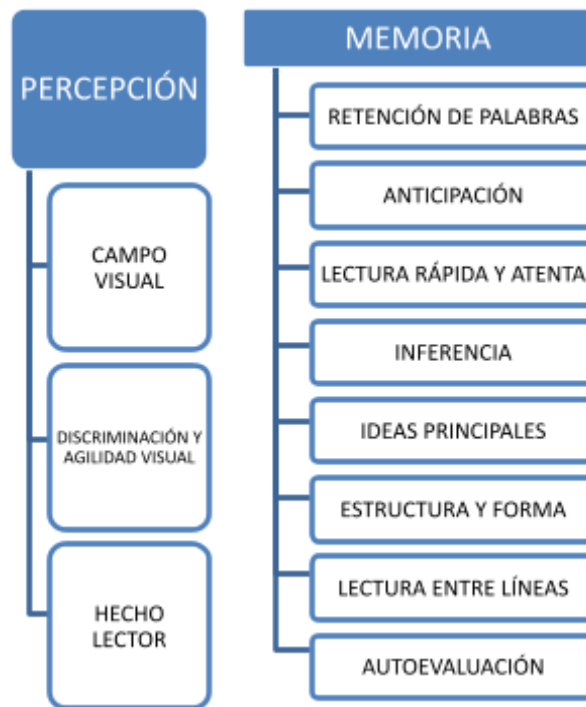 PERCEPCIÓN
CAMPO
VISUAL
DISCRIMINACIÓN Y
AGILIDAD VISUAL
HECHO
LECTOR
MEMORIA
RETENCIÓN DE PALABRAS
ANTICIPACIÓN
LECTURA RÁPIDA Y ATENTA
INFERENCIA
IDEAS PRINCIPALES
ESTRUCTURA Y FORMA
LECTURA ENTRE LÍNEAS
AUTOEVALUACIÓN